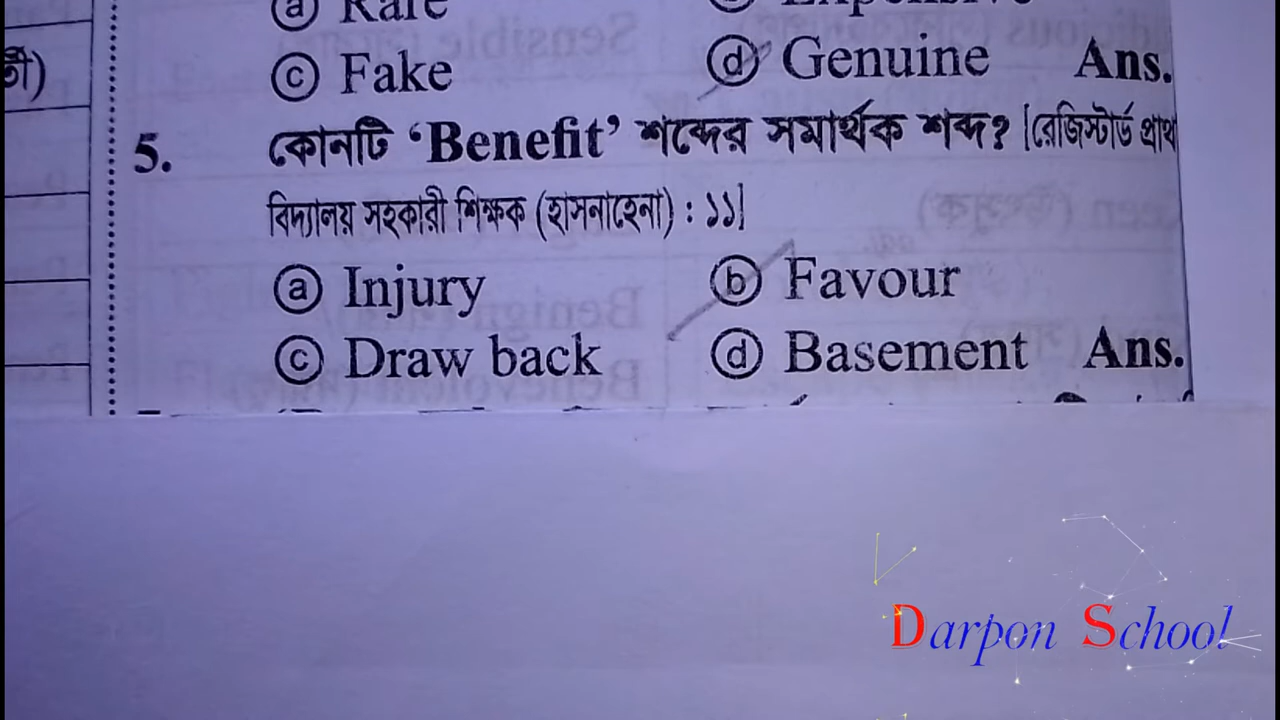 ⓐ Rare
ⓒ Fake ⓓ Genuine Ans.
5. কোনটি ‘Benefit’ শব্দের সমার্থক শব্দ? [রেজিস্টার্ড প্রাথ
বিদ্যালয় সহকারী শিক্ষক (হাসনাহেনা) : ১১]
ⓐ Injury ⓑ Favour
ⓒ Draw back ⓓ Basement Ans.
Darpon School